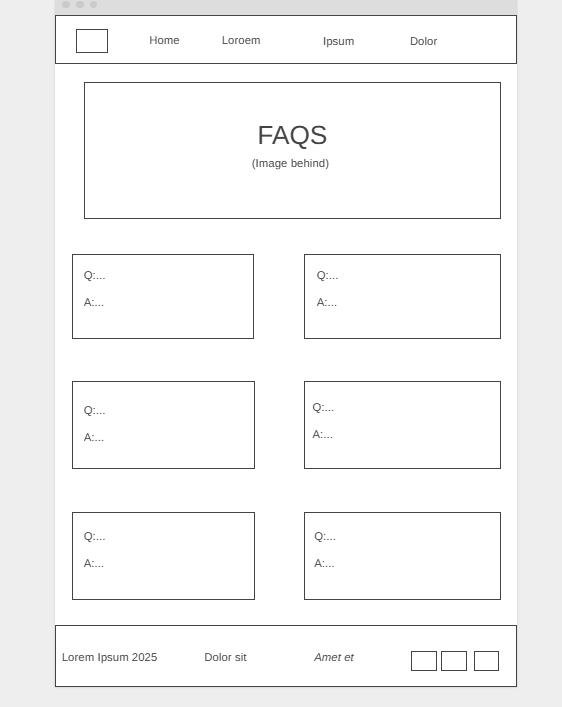 Home Loroem Ipsum Dolor
FAQS
(Image behind)
Q:... Q:...
A:... A:...
Q:... Q:...
A:... A:...
Q:... Q:...
A:... A:...
Lorem Ipsum 2025 Dolor sit Amet et